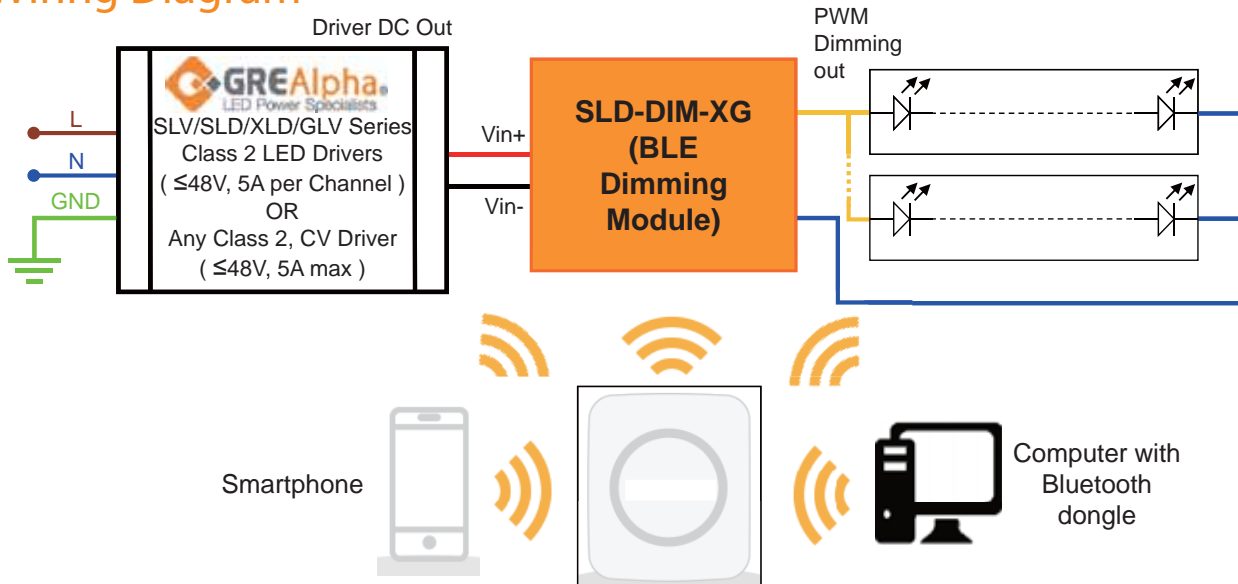 Wiring Diagram
Driver DC Out
PWM
Dimming
out
GREAlpha®
LED Power Specialists
SLV/SLD/XLD/GLV Series
Class 2 LED Drivers
( ≤48V, 5A per Channel )
OR
Any Class 2, CV Driver
( ≤48V, 5A max )
L
N
GND
Vin+
Vin-
SLD-DIM-XG
(BLE
Dimming
Module)
Smartphone
Computer with
Bluetooth
dongle